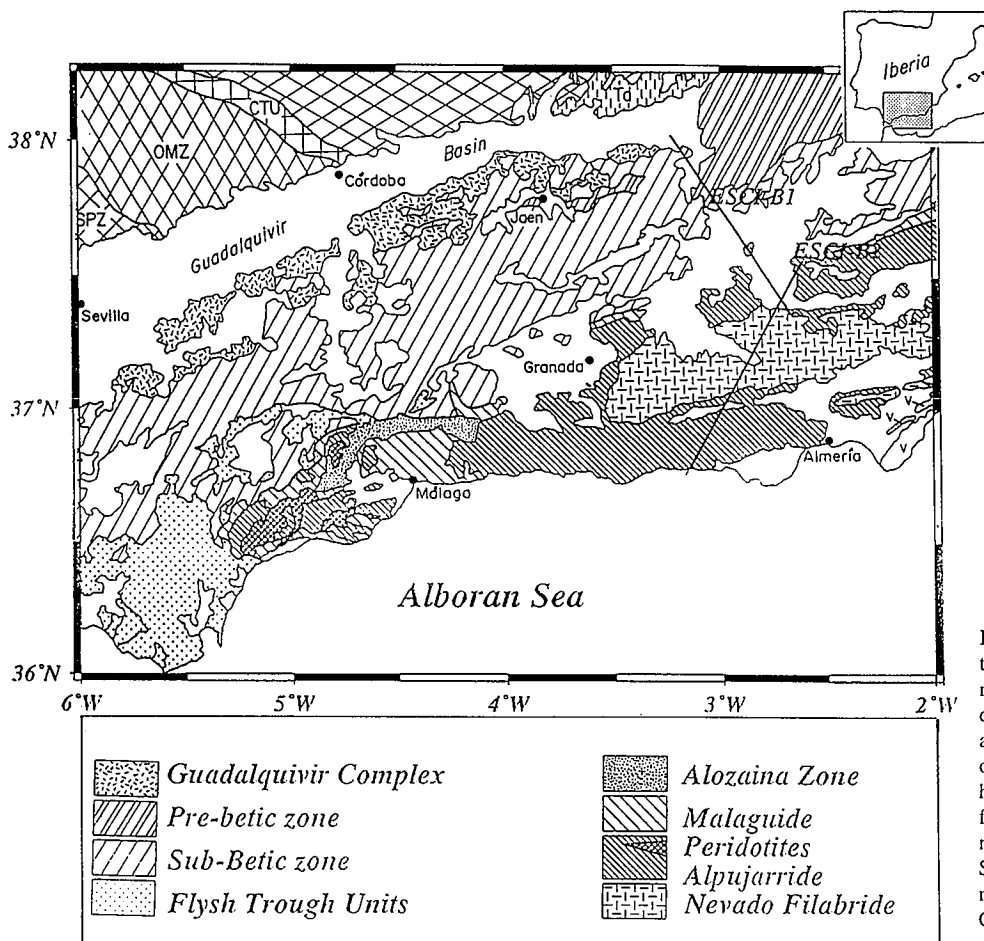 Iberia
38°N
CTU
Td
OMZ
Basin
Córdoba
SPZ
Jaen
ESCI-B1
Guadalquivir
ESCI-B2
Sevilla
Granada
37°N
v
v
v
Almería
Málaga
Alboran Sea
36°N
6°W 5°W 4°W 3°W 2°W
Guadalquivir Complex
Pre-betic zone
Sub-Betic zone
Flysh Trough Units
Alozaina Zone
Malaguide
Peridotites
Alpujarride
Nevado Filabride